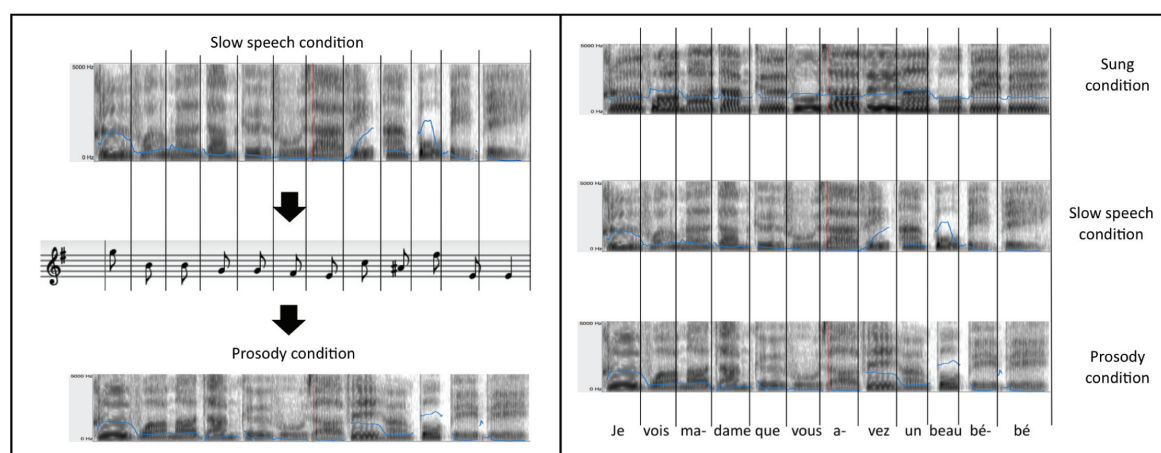 Slow speech condition
5000 Hz
0 Hz
Prosody condition
5000 Hz
0 Hz
5000 Hz
0 Hz
Sung
condition
5000 Hz
0 Hz
Slow speech
condition
5000 Hz
0 Hz
Prosody
condition
Je vois ma- dame que vous a- vez un beau bé- bé